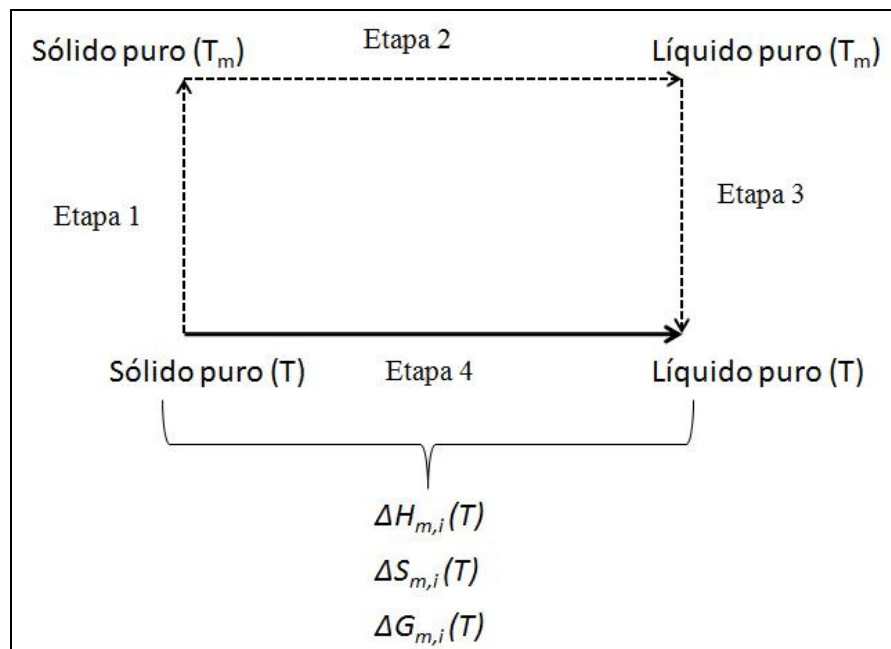 Etapa 2
Sólido puro (Tₘ)
Líquido puro (Tₘ)
Etapa 1
Etapa 3
Sólido puro (T)
Etapa 4
Líquido puro (T)
ΔHₘ,ᵢ(T)
ΔSₘ,ᵢ(T)
ΔGₘ,ᵢ(T)